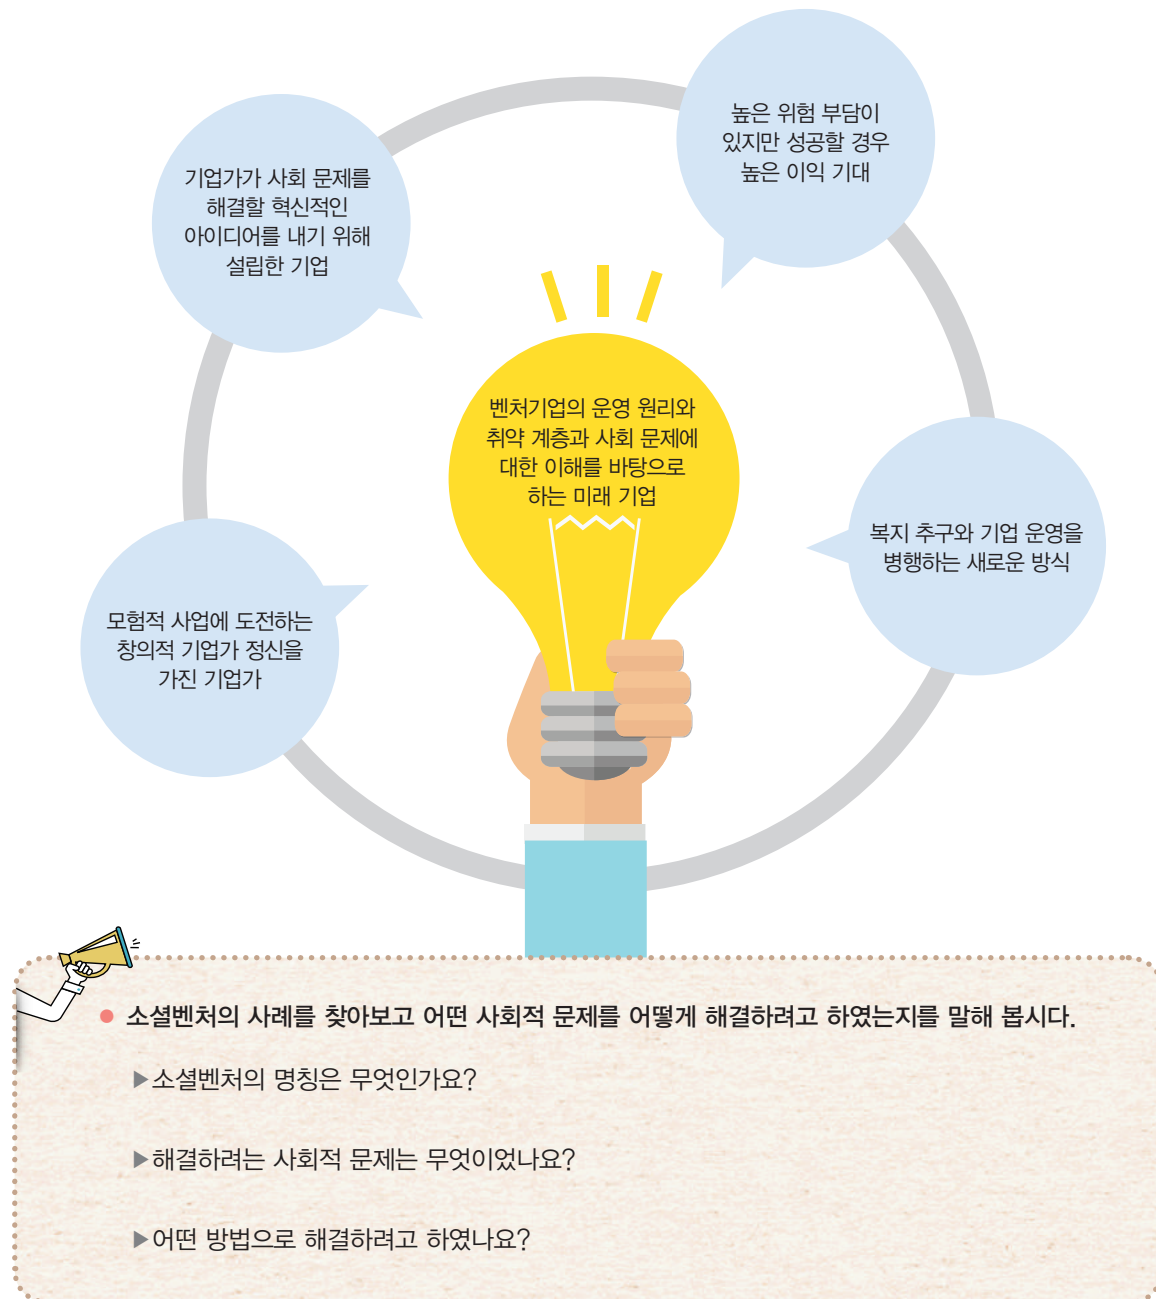 높은 위험 부담이
있지만 성공할 경우
높은 이익 기대
기업가가 사회 문제를
해결할 혁신적인
아이디어를 내기 위해
설립한 기업
벤처기업의 운영 원리와
취약 계층과 사회 문제에
대한 이해를 바탕으로
하는 미래 기업
복지 추구와 기업 운영을
병행하는 새로운 방식
모험적 사업에 도전하는
창의적 기업가 정신을
가진 기업가
● 소셜벤처의 사례를 찾아보고 어떤 사회적 문제를 어떻게 해결하려고 하였는지를 말해 봅시다.
▶소셜벤처의 명칭은 무엇인가요?
▶해결하려는 사회적 문제는 무엇이었나요?
▶어떤 방법으로 해결하려고 하였나요?